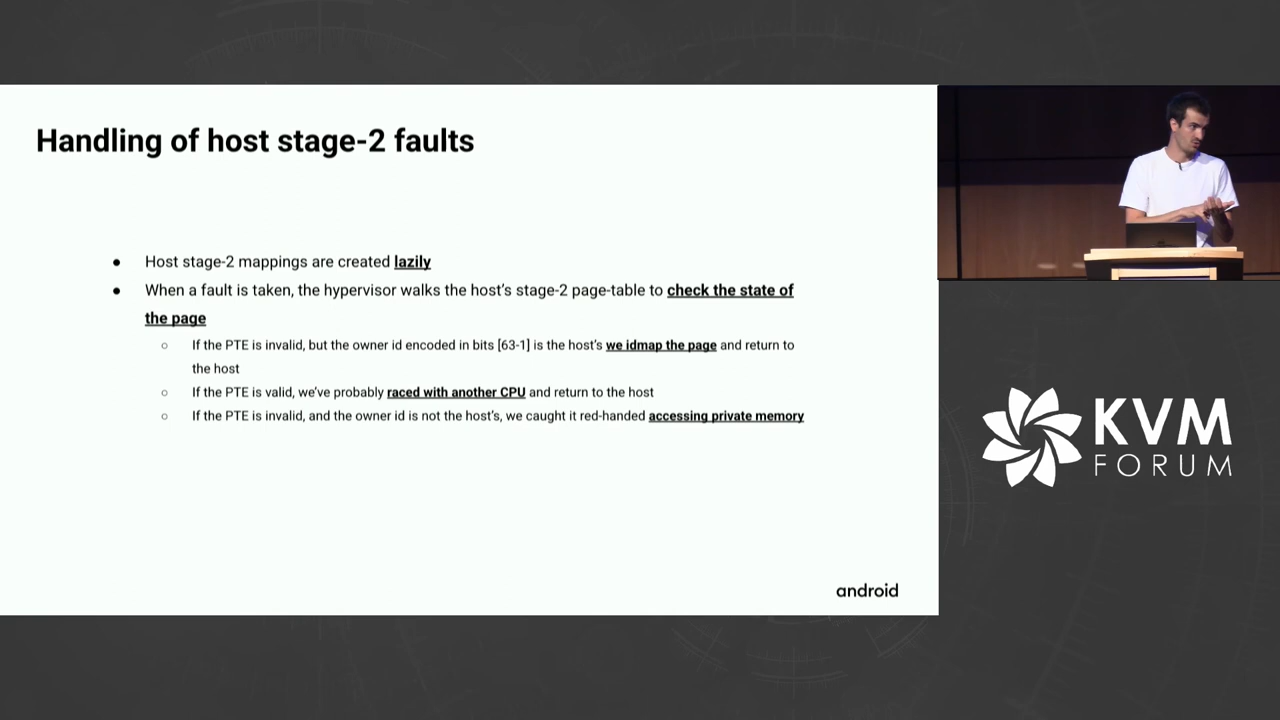 Handling of host stage-2 faults
● Host stage-2 mappings are created lazily
● When a fault is taken, the hypervisor walks the host's stage-2 page-table to check the state of
the page
○ If the PTE is invalid, but the owner id encoded in bits [63-1] is the host's we idmap the page and return to
the host
○ If the PTE is valid, we've probably raced with another CPU and return to the host
○ If the PTE is invalid, and the owner id is not the host's, we caught it red-handed accessing private memory
android
KVM
FORUM